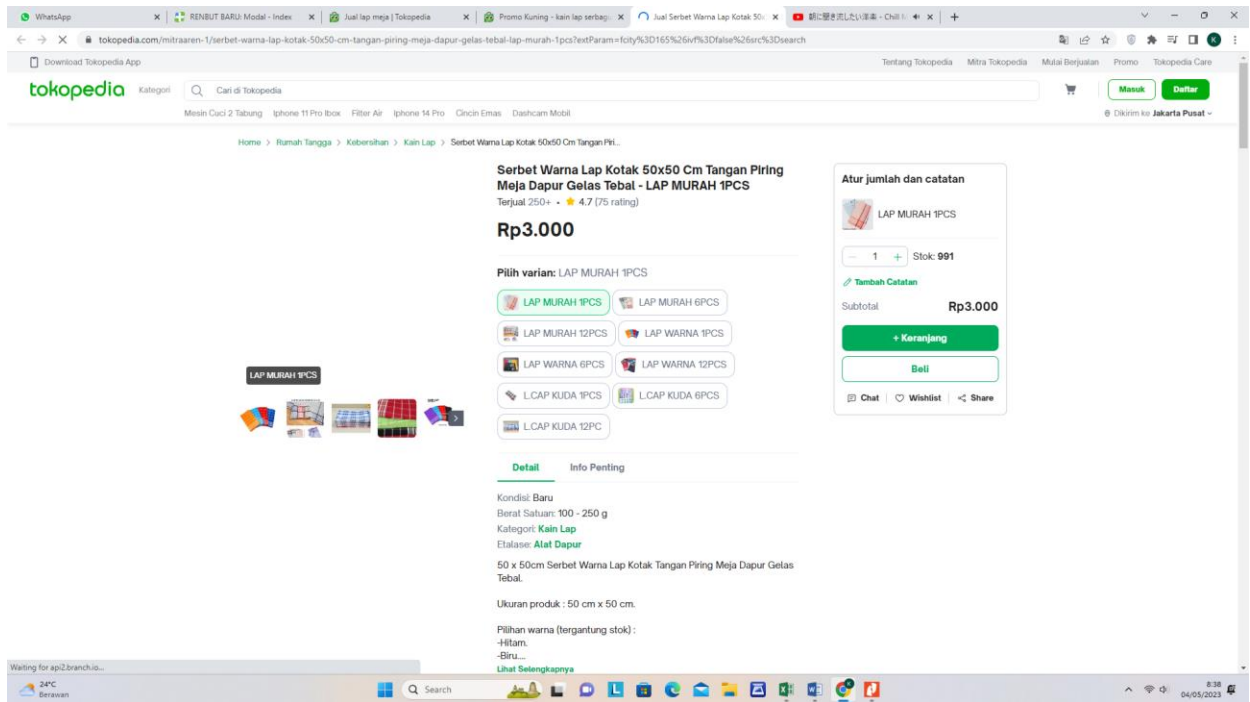 WhatsApp
RENBUT BARU: Modal - Index
Jual lap meja | Tokopedia
Promo Kuning - kain lap serbag
Jual Serbet Warna Lap Kotak 50
朝に聴き流したい洋楽 - Chill
tokopedia.com/mitraaren-1/serbet-warna-lap-kotak-50x50-cm-tangan-piring-meja-dapur-gelas-tebal-lap-murah-1pcs?extParam=fcity%3D165%26ivf%3Dfalse%26src%3Dsearch
K
Download Tokopedia App
Tentang Tokopedia Mitra Tokopedia Mulai Berjualan Promo Tokopedia Care
tokopedia Kategori Cari di Tokopedia Masuk Daftar
Mesin Cuci 2 Tabung Iphone 11 Pro Ibox Filter Air Iphone 14 Pro Cincin Emas Dashcam Mobil
Dikirim ke Jakarta Pusat
Home > Rumah Tangga > Kebersihan > Kain Lap > Serbet Warna Lap Kotak 50x50 Cm Tangan Piri...
LAP MURAH 1PCS
Serbet Warna Lap Kotak 50x50 Cm Tangan Piring
Meja Dapur Gelas Tebal - LAP MURAH 1PCS
Terjual 250+ • 4.7 (75 rating)
Rp3.000
Pilih varian: LAP MURAH 1PCS
LAP MURAH 1PCS LAP MURAH 6PCS
LAP MURAH 12PCS LAP WARNA 1PCS
LAP WARNA 6PCS LAP WARNA 12PCS
L.CAP KUDA 1PCS L.CAP KUDA 6PCS
L.CAP KUDA 12PC
Detail Info Penting
Kondisi: Baru
Berat Satuan: 100 - 250 g
Kategori: Kain Lap
Etalase: Alat Dapur
50 x 50cm Serbet Warna Lap Kotak Tangan Piring Meja Dapur Gelas
Tebal.
Ukuran produk : 50 cm x 50 cm.
Pilihan warna (tergantung stok) :
-Hitam.
-Biru....
Lihat Selengkapnya
Atur jumlah dan catatan
LAP MURAH 1PCS
− 1 + Stok: 991
Tambah Catatan
Subtotal Rp3.000
+ Keranjang
Beli
Chat Wishlist Share
Waiting for api2.branch.io...
24°C
Berawan
Search
8:38
04/05/2023